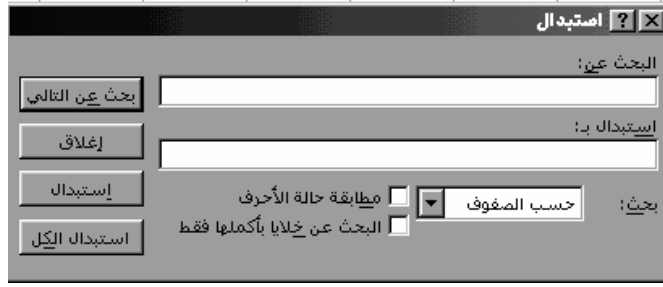 استبدال
البحث عن:
بحث عن التالي
استبدال بـ:
إغلاق
إستبدال
بحث:
حسب الصفوف
مطابقة حالة الأحرف
البحث عن خلايا بأكملها فقط
استبدال الكل